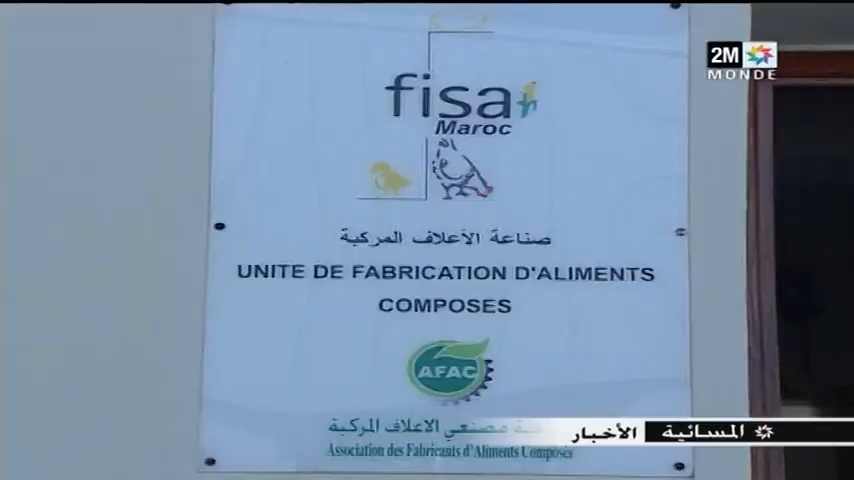 2M
MONDE
fisa
Maroc
صناعة الأعلاف المركبة
UNITE DE FABRICATION D'ALIMENTS
COMPOSES
AFAC
مصنعي الاعلاف المركبة
Association des Fabricants d'Aliments Composes
المسائية الأخبار